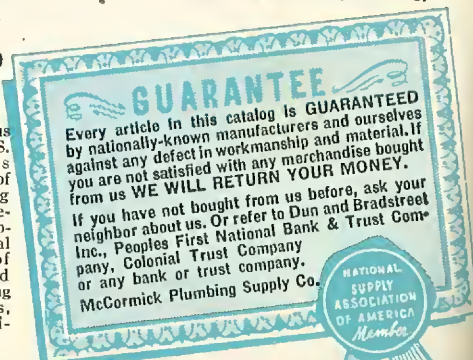 GUARANTEE
Every article in this catalog is GUARANTEED
by nationally-known manufacturers and ourselves
against any defect in workmanship and material. If
you are not satisfied with any merchandise bought
from us WE WILL RETURN YOUR MONEY.
If you have not bought from us before, ask your
neighbor about us. Or refer to Dun and Bradstreet
Inc., Peoples First National Bank & Trust Com-
pany, Colonial Trust Company
or any bank or trust company.
McCormick Plumbing Supply Co.
NATIONAL
SUPPLY
ASSOCIATION
OF AMERICA
Member